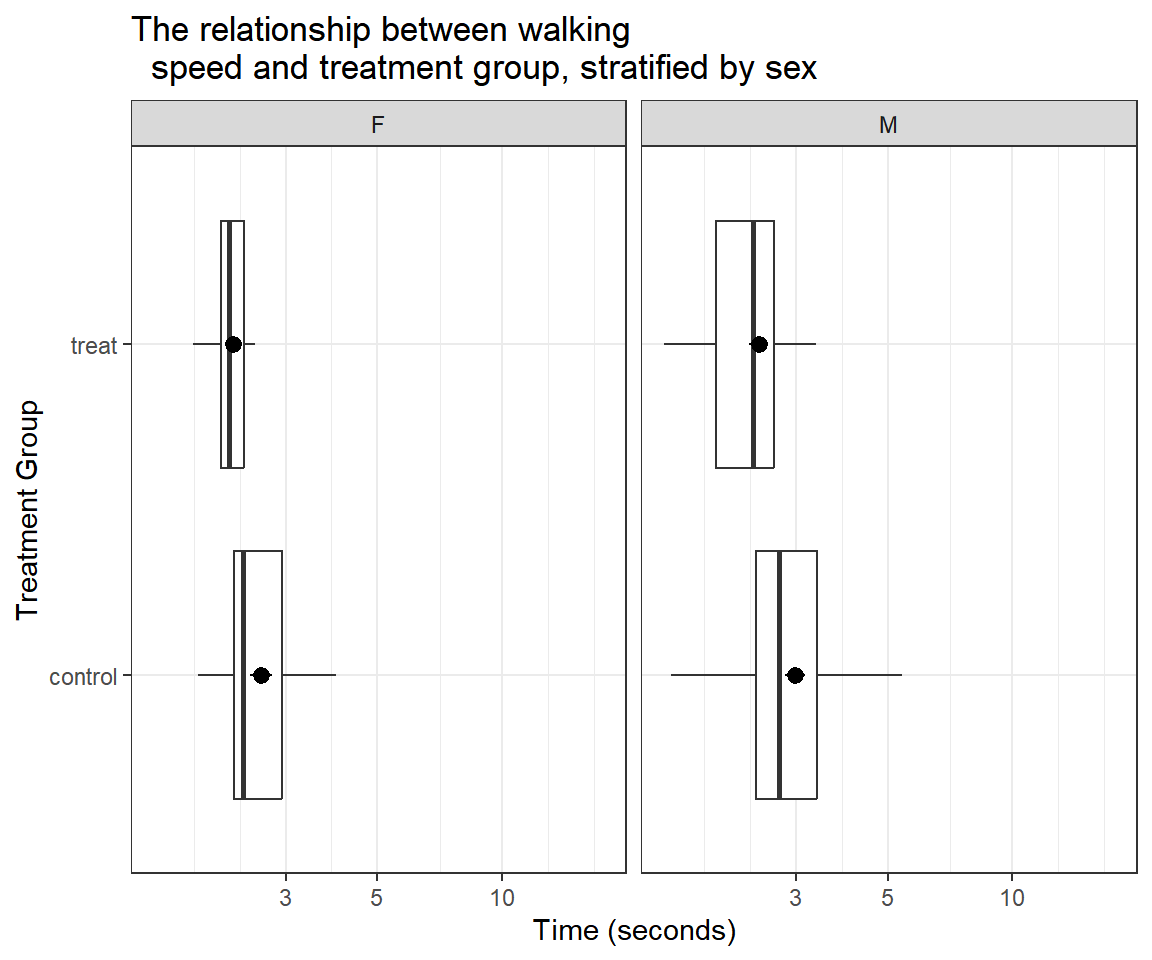 The relationship between walking
speed and treatment group, stratified by sex
F
M
treat
control
Treatment Group
3 5 10
3 5 10
Time (seconds)